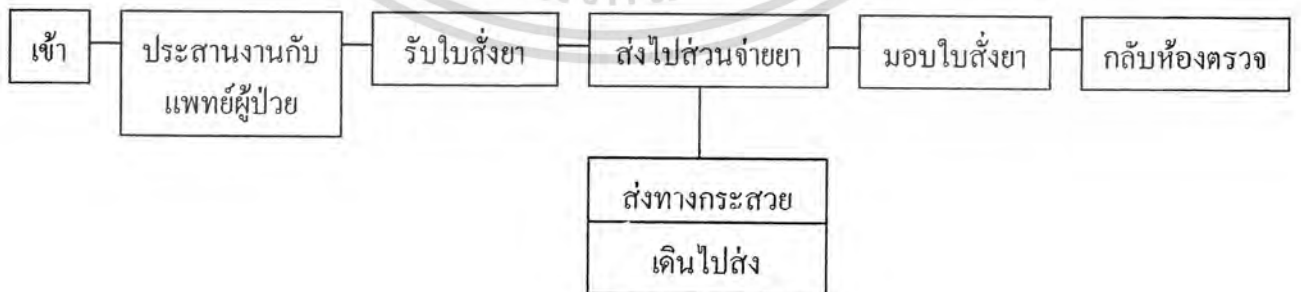 เข้า
ประสานงานกับ
แพทย์ผู้ป่วย
รับใบสั่งยา
ส่งไปส่วนจ่ายยา
มอบใบสั่งยา
กลับห้องตรวจ
ส่งทางกระสวย
เดินไปส่ง